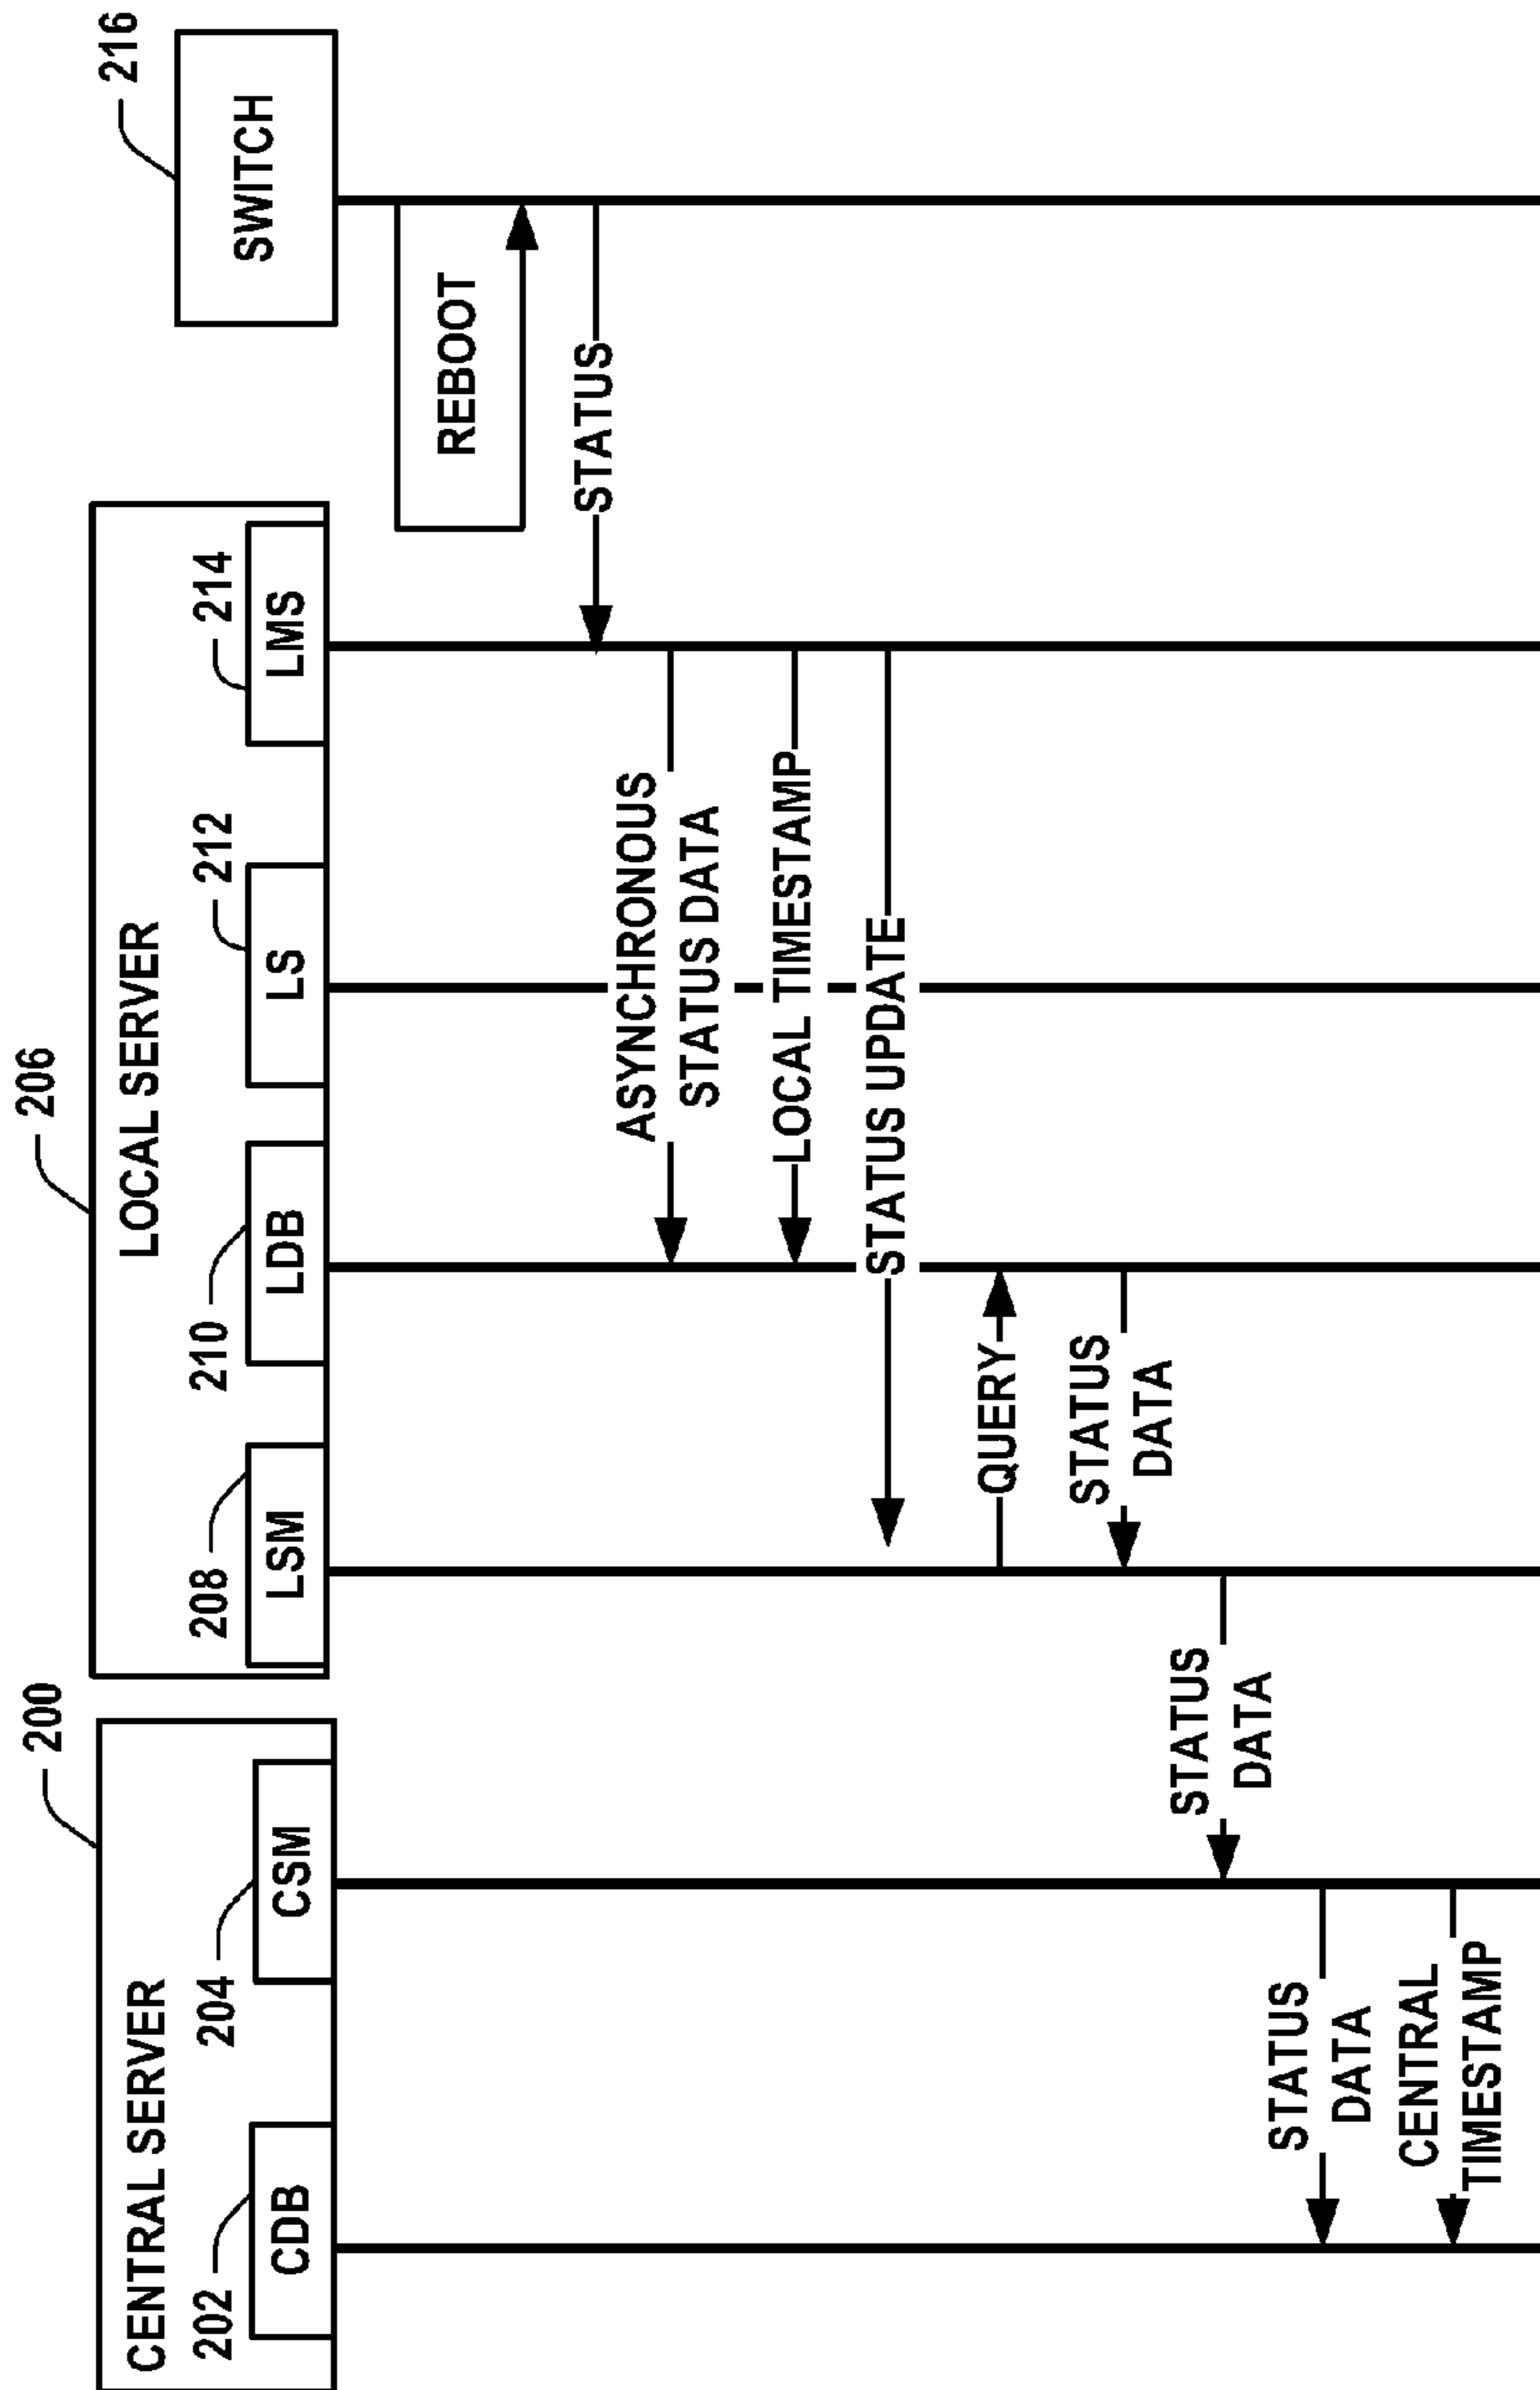 CENTRAL SERVER
200
CDB
202
CSM
204
LOCAL SERVER
206
LSM
208
LDB
210
LS
212
LMS
214
SWITCH
216
REBOOT
STATUS
ASYNCHRONOUS
STATUS DATA
LOCAL TIMESTAMP
STATUS UPDATE
QUERY
STATUS
DATA
STATUS
DATA
STATUS
DATA
CENTRAL
TIMESTAMP